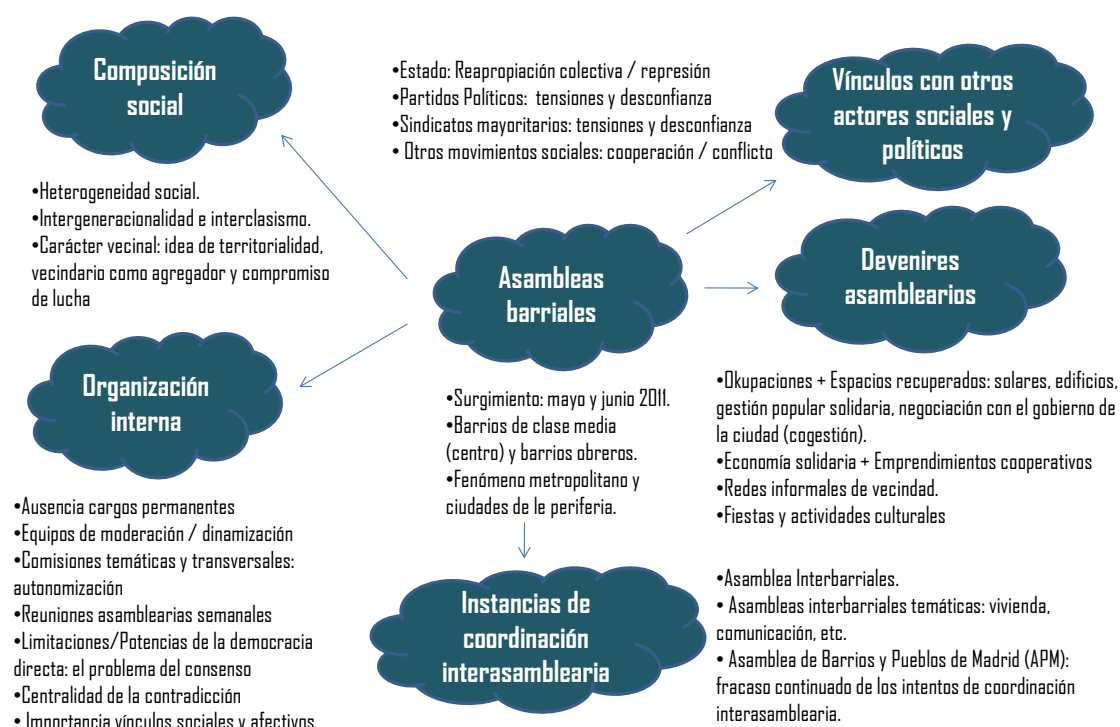 Composición
social
•Heterogeneidad social.
•Intergeneracionalidad e interclasismo.
•Carácter vecinal: idea de territorialidad,
vecindario como agregador y compromiso
de lucha
•Estado: Reapropiación colectiva / represión
•Partidos Políticos: tensiones y desconfianza
•Sindicatos mayoritarios: tensiones y desconfianza
• Otros movimientos sociales: cooperación / conflicto
Vínculos con otros
actores sociales y
políticos
Asambleas
barriales
•Surgimiento: mayo y junio 2011.
•Barrios de clase media
(centro) y barrios obreros.
•Fenómeno metropolitano y
ciudades de le periferia.
Devenires
asamblearios
•Okupaciones + Espacios recuperados: solares, edificios,
gestión popular solidaria, negociación con el gobierno de
la ciudad (cogestión).
•Economía solidaria + Emprendimientos cooperativos
•Redes informales de vecindad.
•Fiestas y actividades culturales
Organización
interna
•Ausencia cargos permanentes
•Equipos de moderación / dinamización
•Comisiones temáticas y transversales:
autonomización
•Reuniones asamblearias semanales
•Limitaciones/Potencias de la democracia
directa: el problema del consenso
•Centralidad de la contradicción
• Importancia vínculos sociales y afectivos
Instancias de
coordinación
interasamblearia
•Asamblea Interbarriales.
• Asambleas interbarriales temáticas: vivienda,
comunicación, etc.
• Asamblea de Barrios y Pueblos de Madrid (APM):
fracaso continuado de los intentos de coordinación
interasamblearia.